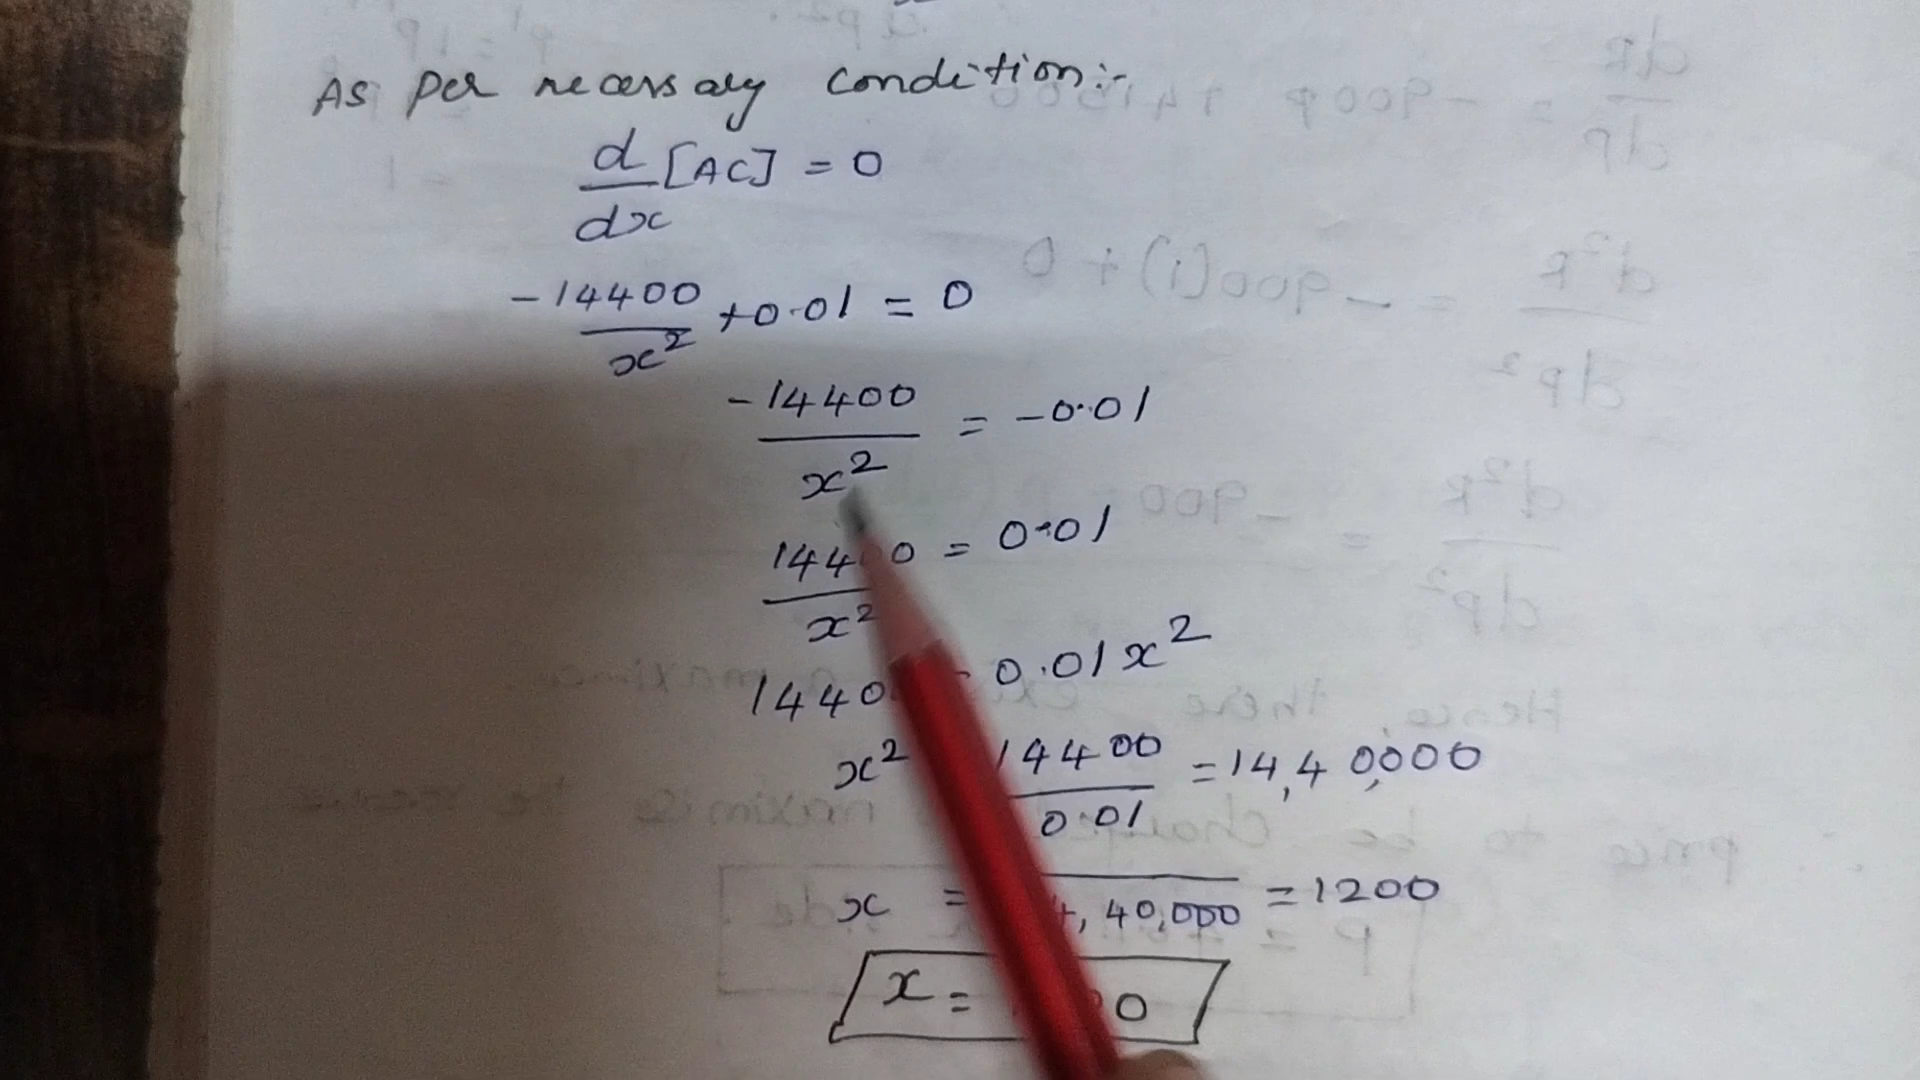 As per necessary condition:-
d/dx [AC] = 0
-14400/x² + 0.01 = 0
-14400/x² = -0.01
14400/x² = 0.01
1440 0.01x²
x² 14400/0.01 = 14,40,000
x = 40,000 = 1200
x = 0